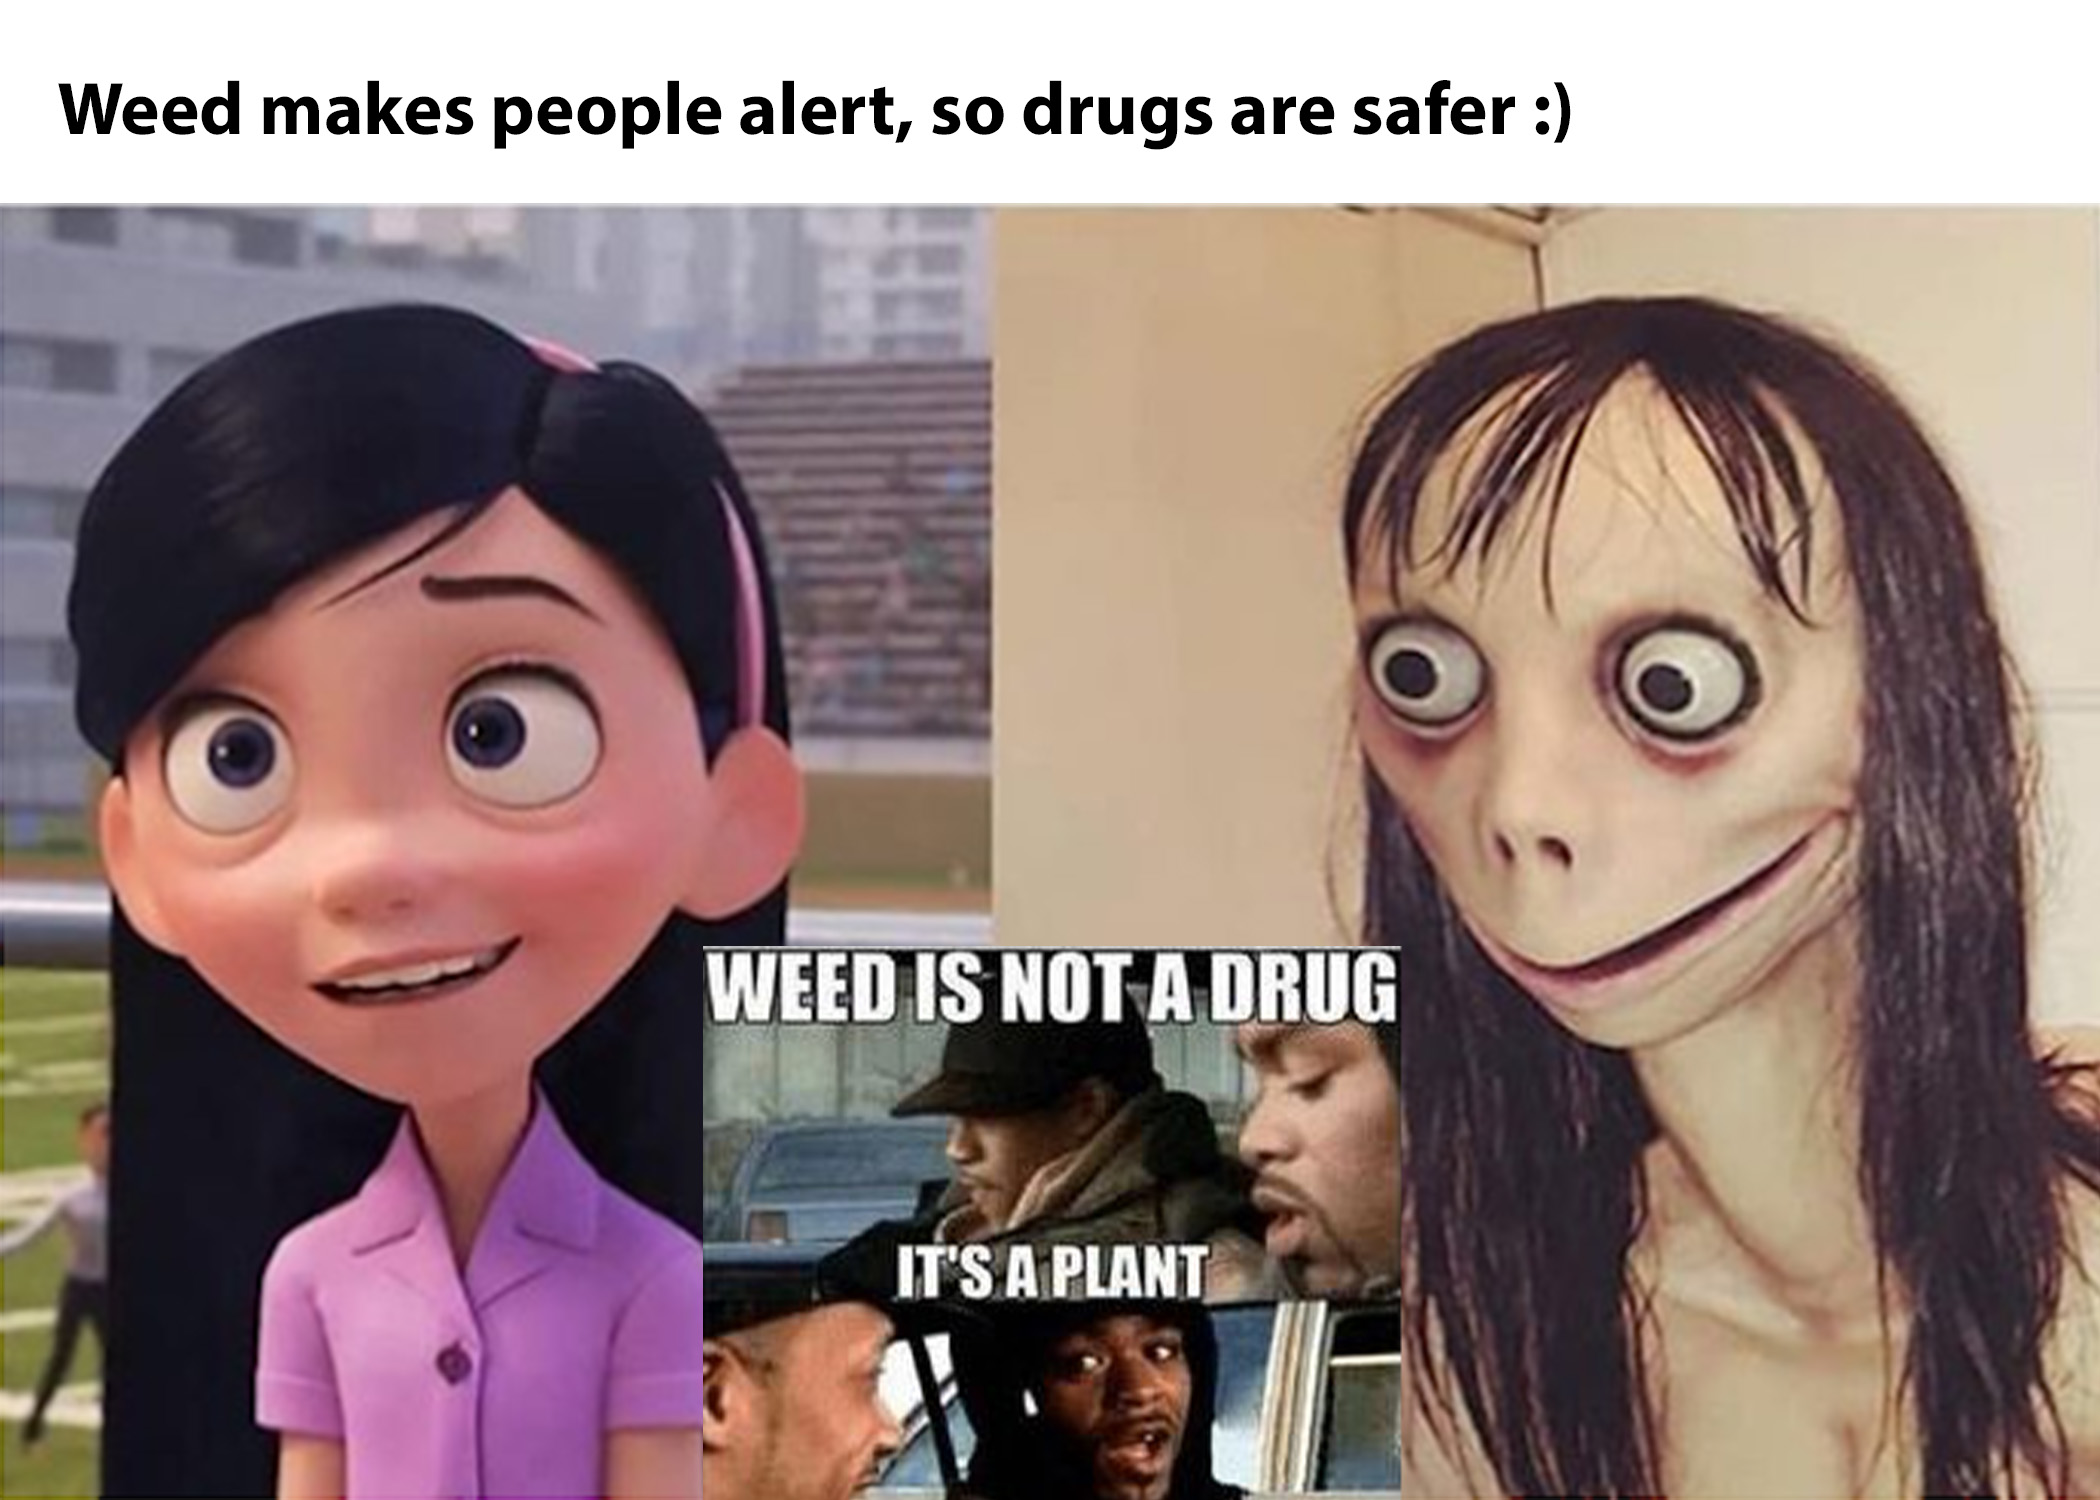 Weed makes people alert, so drugs are safer :)
WEED IS NOT A DRUG
IT'S A PLANT